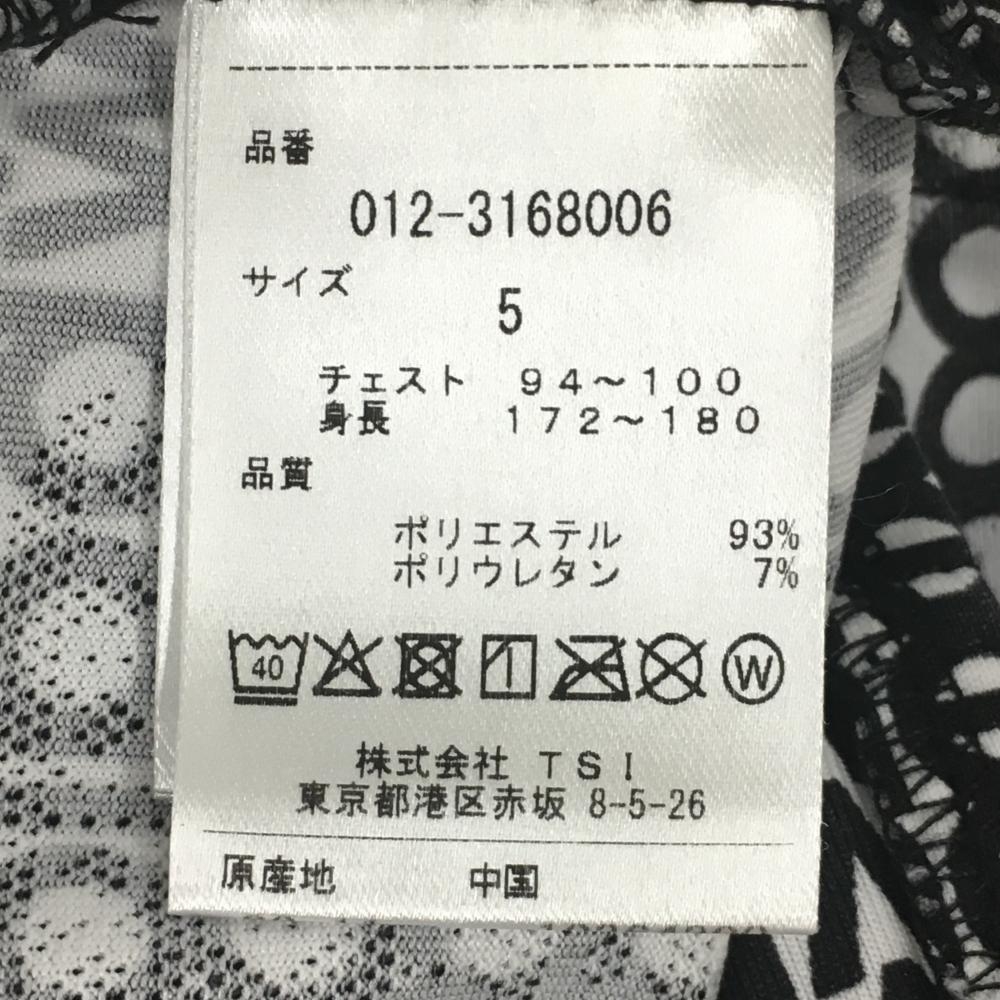 品番
012-3168006
サイズ
5
チェスト 94~100
身長 172~180
品質
ポリエステル 93%
ポリウレタン 7%
40 W
株式会社 TSI
東京都港区赤坂 8-5-26
原産地 中国